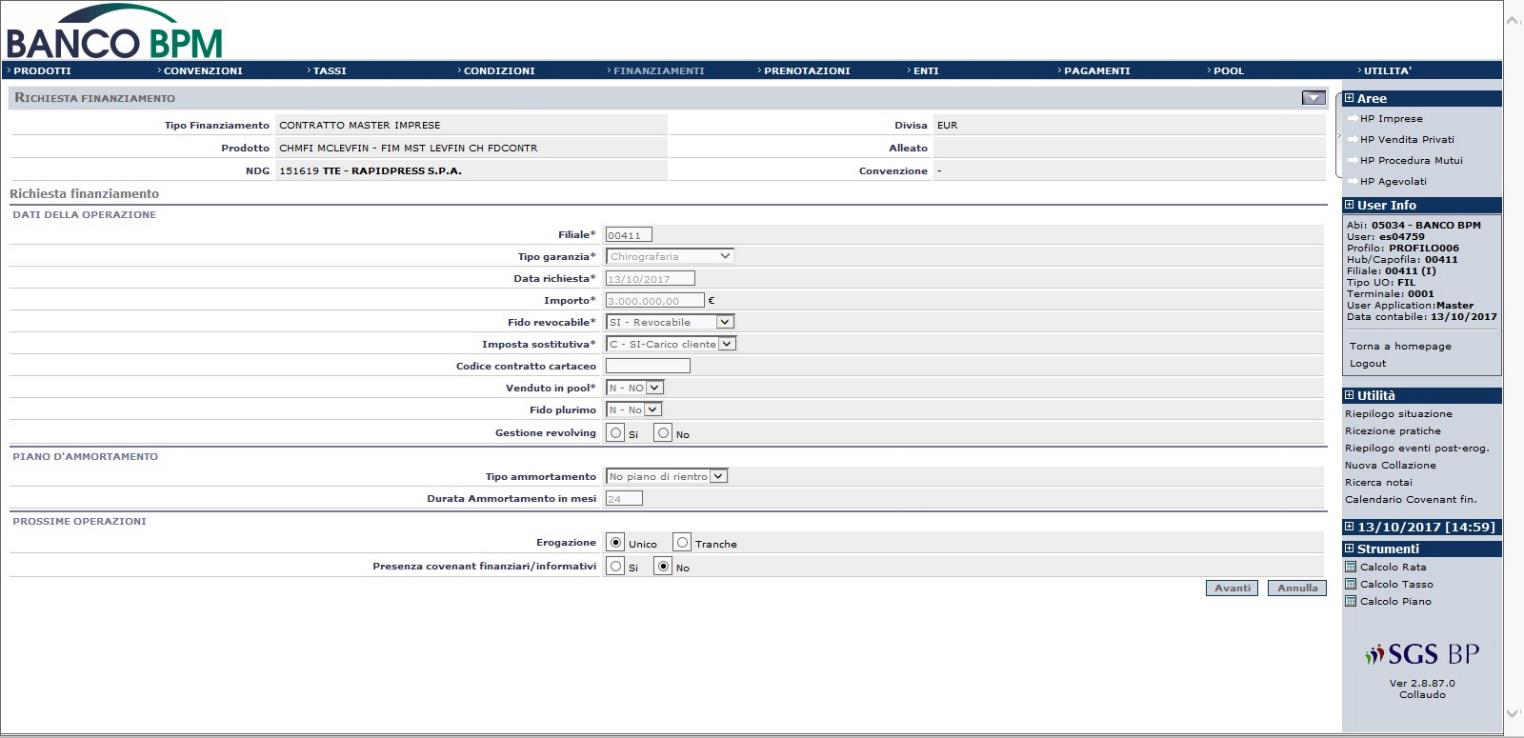 BANCO BPM
PRODOTTI CONVENZIONI TASSI CONDIZIONI FINANZIAMENTI PRENOTAZIONI ENTI PAGAMENTI POOL UTILITA'
RICHIESTA FINANZIAMENTO
Tipo Finanziamento CONTRATTO MASTER IMPRESE Divisa EUR
Prodotto CHMFI MCLEVFIN - FIM MST LEVFIN CH FDCONTR Alleato
NDG 151619 TTE - RAPIDPRESS S.P.A. Convenzione -
Richiesta finanziamento
DATI DELLA OPERAZIONE
Filiale* 00411
Tipo garanzia* Chirografaria
Data richiesta* 13/10/2017
Importo* 3.000.000,00 €
Fido revocabile* SI - Revocabile
Imposta sostitutiva* C - SI-Carico cliente
Codice contratto cartaceo
Venduto in pool* N - NO
Fido plurimo N - No
Gestione revolving Si No
PIANO D'AMMORTAMENTO
Tipo ammortamento No piano di rientro
Durata Ammortamento in mesi 24
PROSSIME OPERAZIONI
Erogazione Unico Tranche
Presenza covenant finanziari/informativi Si No
Avanti Annulla
Aree
HP Imprese
HP Vendita Privati
HP Procedura Mutui
HP Agevolati
User Info
Abi: 05034 - BANCO BPM
User: es04759
Profilo: PROFILO006
Hub/Capofila: 00411
Filiale: 00411 (I)
Tipo UO: FIL
Terminale: 0001
User Application:Master
Data contabile: 13/10/2017
Torna a homepage
Logout
Utilità
Riepilogo situazione
Ricezione pratiche
Riepilogo eventi post-erog.
Nuova Collazione
Ricerca notai
Calendario Covenant fin.
13/10/2017 [14:59]
Strumenti
Calcolo Rata
Calcolo Tasso
Calcolo Piano
SGS BP
Ver 2.8.87.0
Collaudo